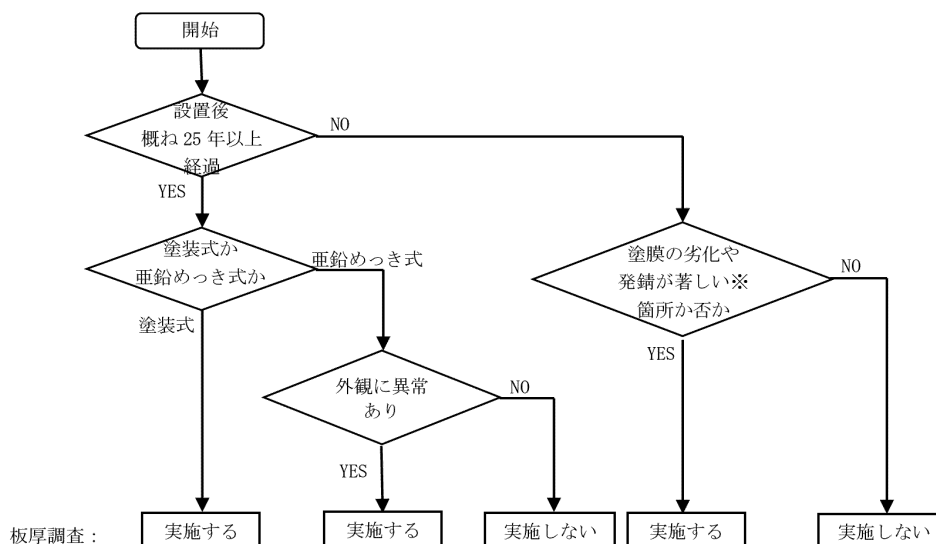 開始
設置後
概ね 25 年以上
経過
NO
YES
塗装式か
亜鉛めっき式か
亜鉛めっき式
塗装式
塗膜の劣化や
発錆が著しい※
箇所か否か
NO
YES
外観に異常
あり
NO
YES
板厚調査：
実施する
実施する
実施しない
実施する
実施しない